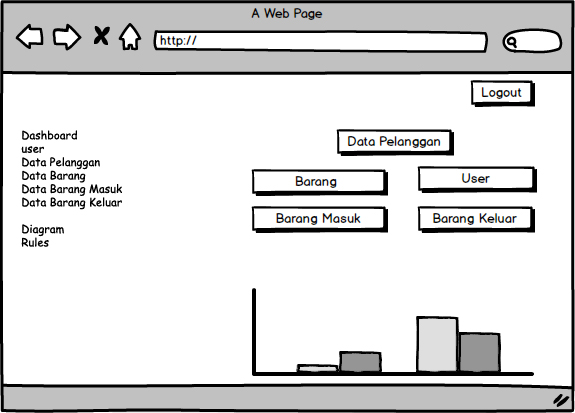 A Web Page
http://
Logout
Dashboard
user
Data Pelanggan
Data Barang
Data Barang Masuk
Data Barang Keluar
Diagram
Rules
Data Pelanggan
Barang
User
Barang Masuk
Barang Keluar